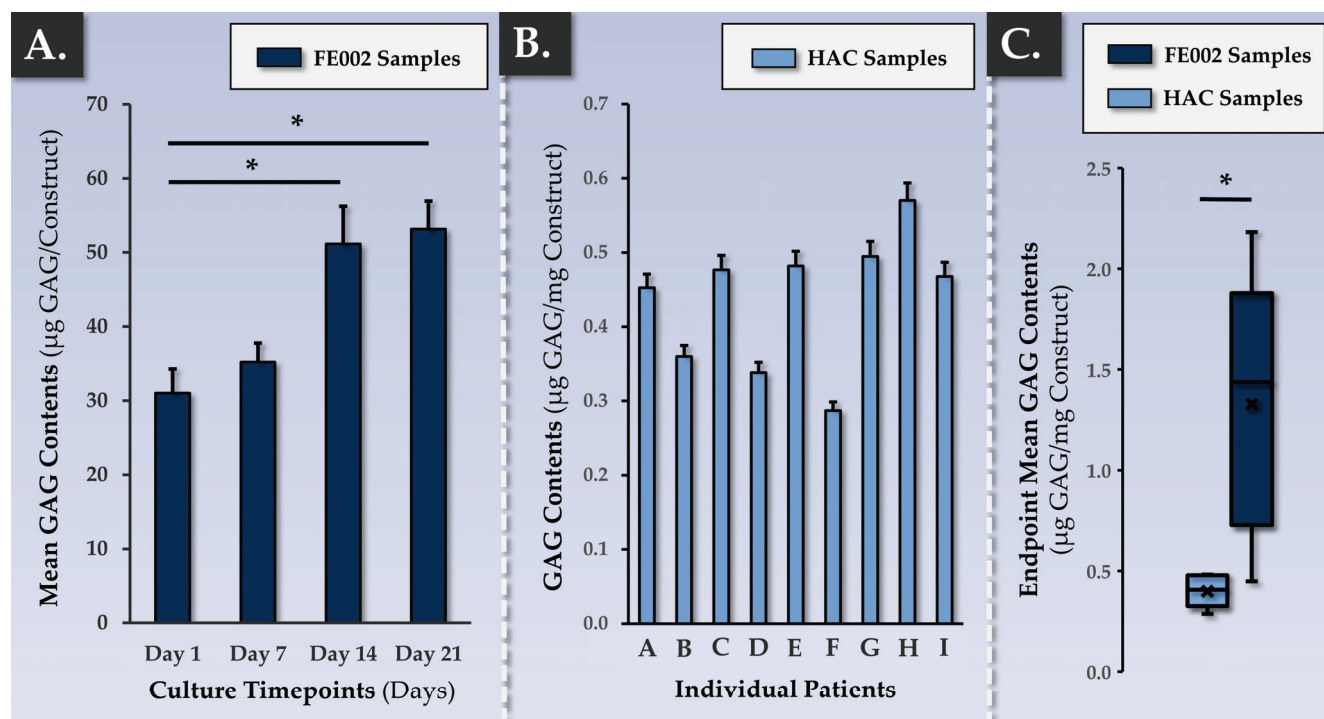 A.
FE002 Samples
Mean GAG Contents (µg GAG/Construct)
70
60
50
40
30
20
10
0
*
*
Day 1 Day 7 Day 14 Day 21
Culture Timepoints (Days)
B.
HAC Samples
GAG Contents (µg GAG/mg Construct)
0.7
0.6
0.5
0.4
0.3
0.2
0.1
0.0
A B C D E F G H I
Individual Patients
C.
FE002 Samples
HAC Samples
Endpoint Mean GAG Contents
(µg GAG/mg Construct)
2.5
2.0
1.5
1.0
0.5
0.0
*